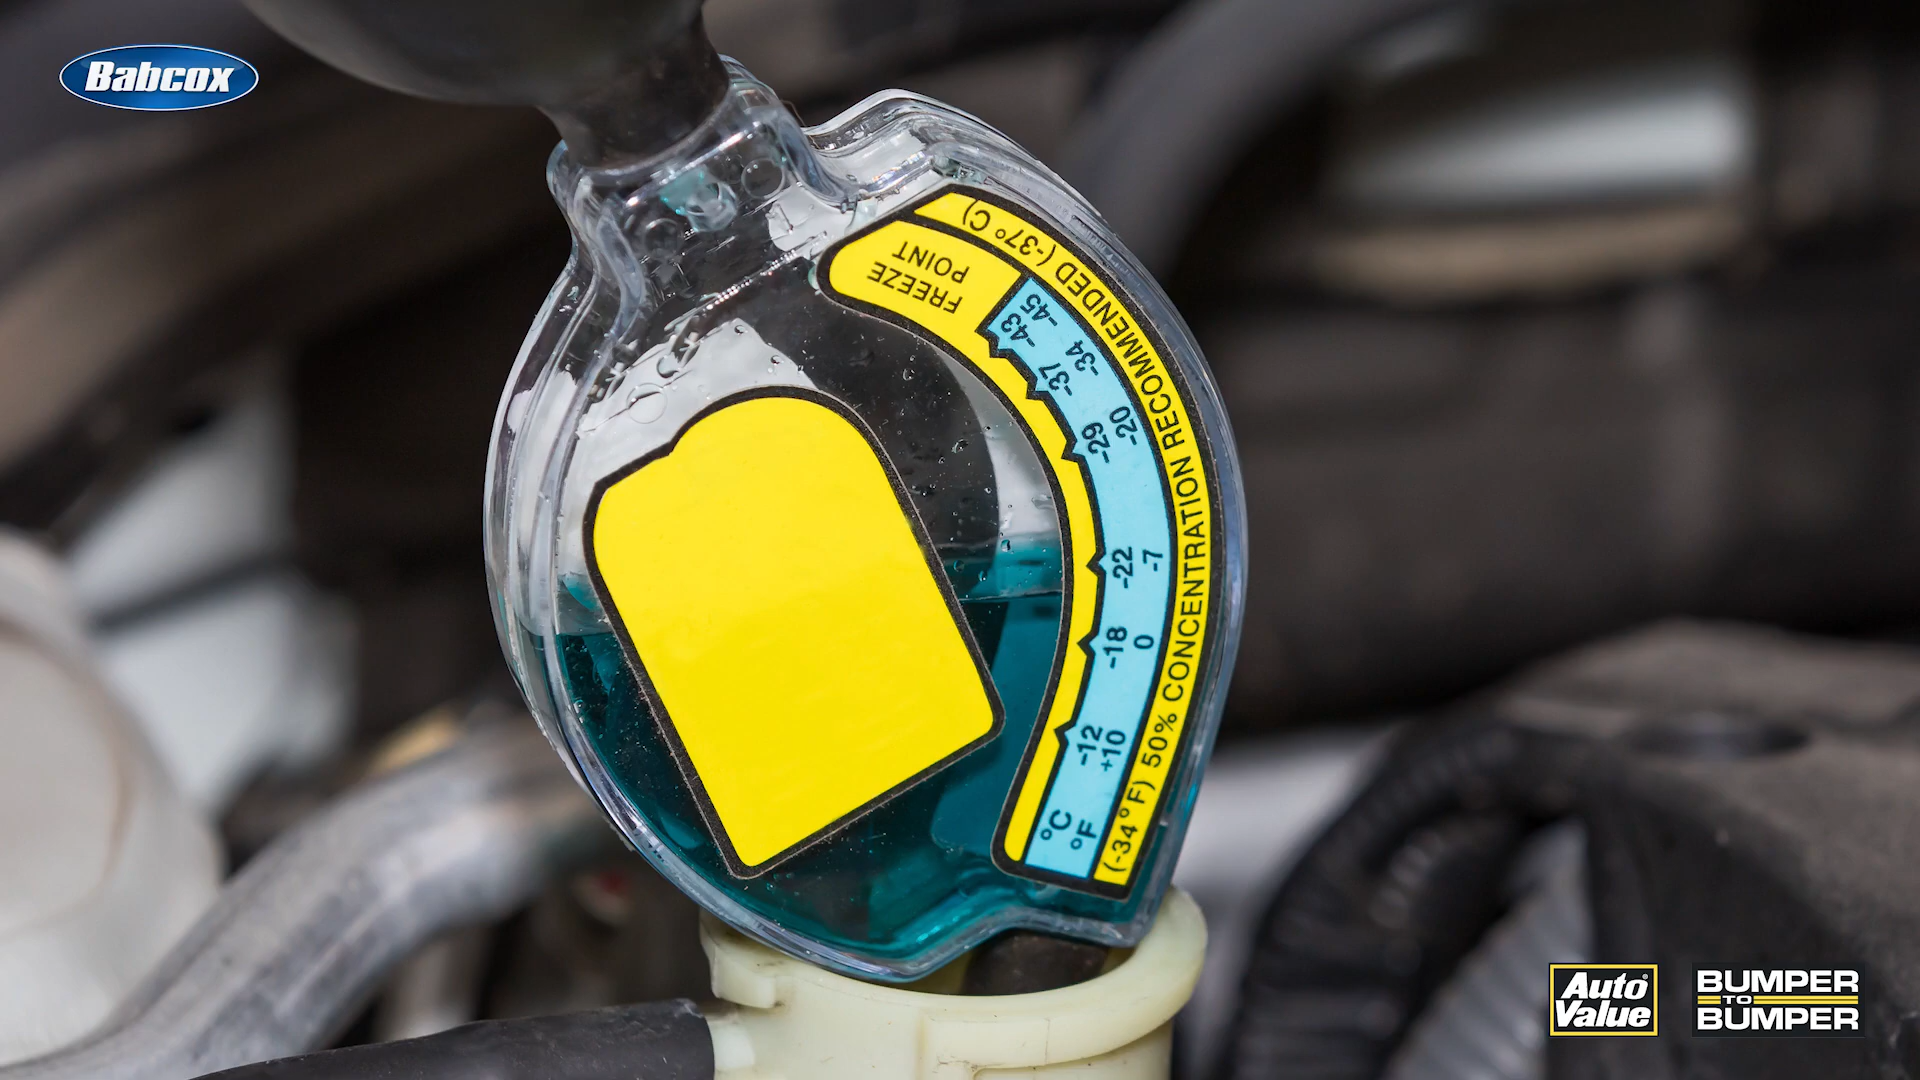 Babcox
FREEZE
POINT
-43 -45
-37 -34
-29 -20
-22 -7
-18 0
-12 +10
°C °F
(-34°F) 50% CONCENTRATION RECOMMENDED (-37°C)
Auto
Value
BUMPER
TO
BUMPER